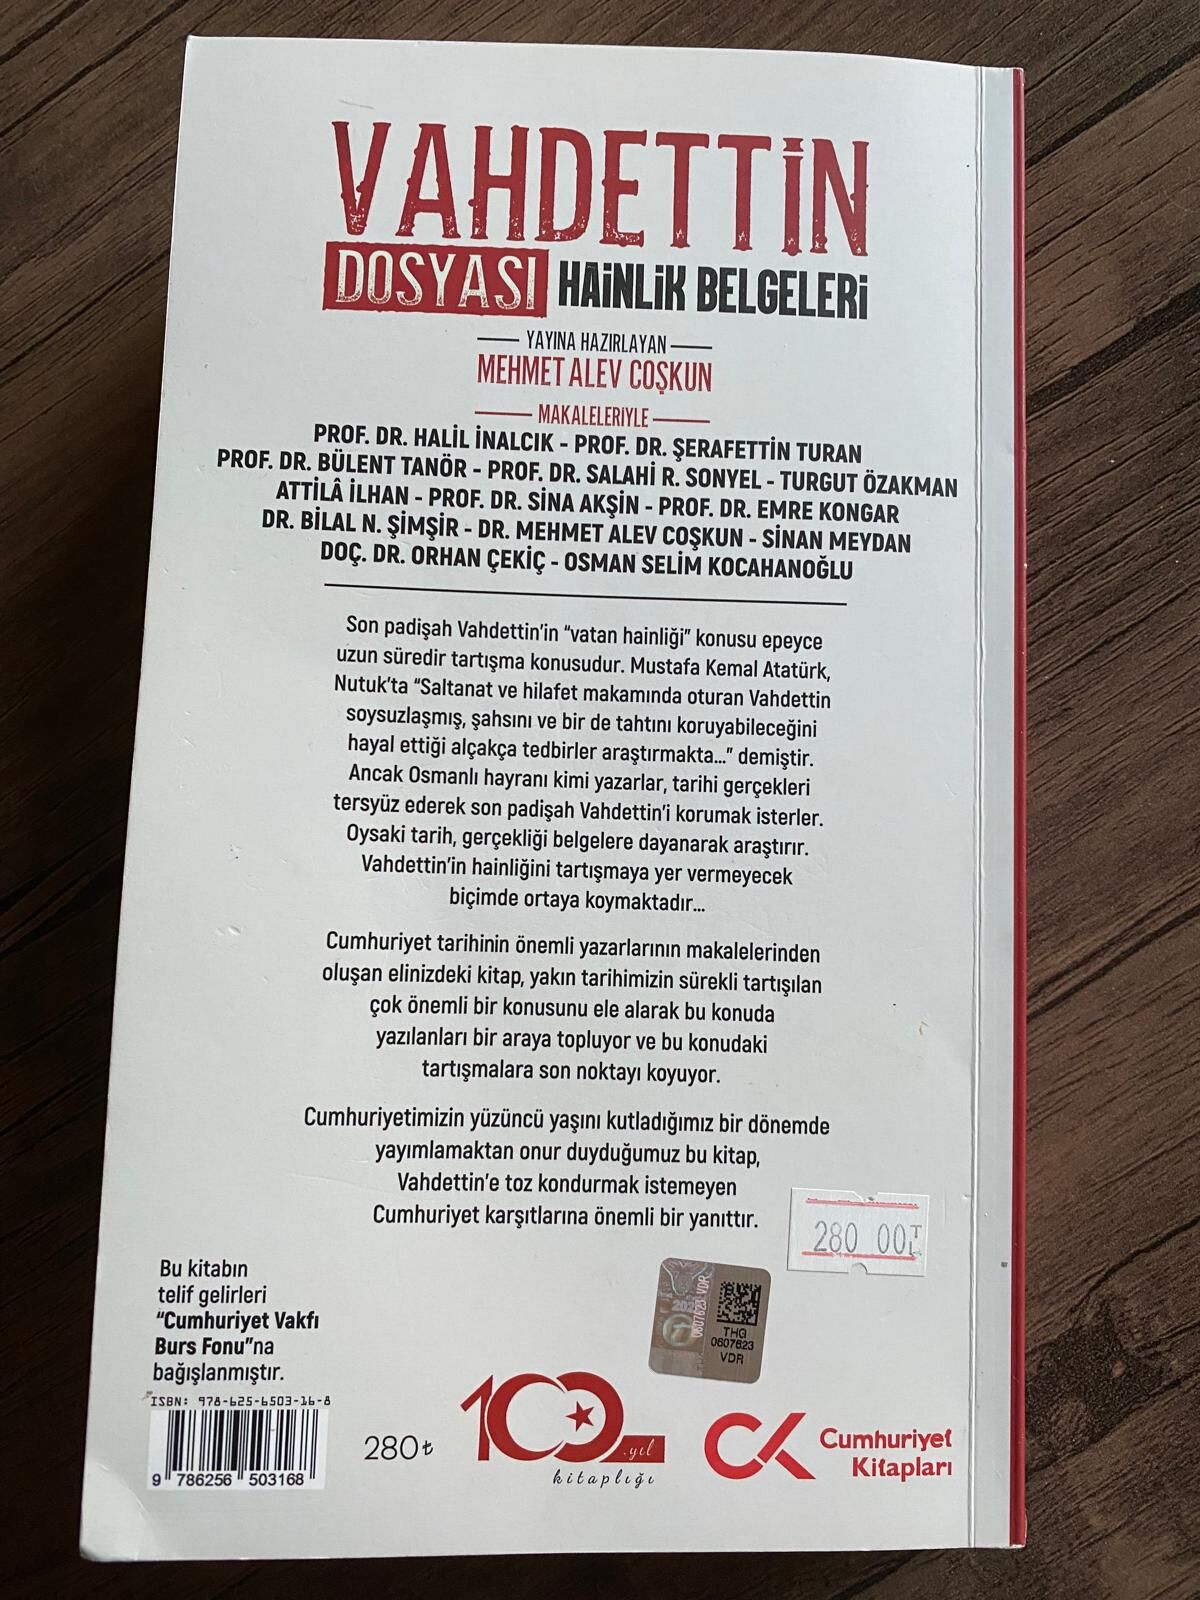 VAHDETTİN
DOSYASI HAİNLİK BELGELERİ
YAYINA HAZIRLAYAN
MEHMET ALEV COŞKUN
MAKALELERİYLE
PROF. DR. HALİL İNALCIK - PROF. DR. ŞERAFETTİN TURAN
PROF. DR. BÜLENT TANÖR - PROF. DR. SALAHİ R. SONYEL - TURGUT ÖZAKMAN
ATTİLÂ İLHAN - PROF. DR. SİNA AKŞİN - PROF. DR. EMRE KONGAR
DR. BİLAL N. ŞİMŞİR - DR. MEHMET ALEV COŞKUN - SİNAN MEYDAN
DOÇ. DR. ORHAN ÇEKİÇ - OSMAN SELİM KOCAHANOĞLU
Son padişah Vahdettin’in “vatan hainliği” konusu epeyce
uzun süredir tartışma konusudur. Mustafa Kemal Atatürk,
Nutuk’ta “Saltanat ve hilafet makamında oturan Vahdettin
soysuzlaşmış, şahsını ve bir de tahtını koruyabileceğini
hayal ettiği alçakça tedbirler araştırmakta...” demiştir.
Ancak Osmanlı hayranı kimi yazarlar, tarihi gerçekleri
tersyüz ederek son padişah Vahdettin’i korumak isterler.
Oysaki tarih, gerçekliği belgelere dayanarak araştırır.
Vahdettin’in hainliğini tartışmaya yer vermeyecek
biçimde ortaya koymaktadır...
Cumhuriyet tarihinin önemli yazarlarının makalelerinden
oluşan elinizdeki kitap, yakın tarihimizin sürekli tartışılan
çok önemli bir konusunu ele alarak bu konuda
yazılanları bir araya topluyor ve bu konudaki
tartışmalara son noktayı koyuyor.
Cumhuriyetimizin yüzüncü yaşını kutladığımız bir dönemde
yayımlamaktan onur duyduğumuz bu kitap,
Vahdettin’e toz kondurmak istemeyen
Cumhuriyet karşıtlarına önemli bir yanıttır.
280 00 TL
Bu kitabın
telif gelirleri
“Cumhuriyet Vakfı
Burs Fonu”na
bağışlanmıştır.
0607623 VDR
THG
0607623
VDR
ISBN: 978-625-6503-16-8
9 786256 503168
280₺
100
.yıl
kitaplığı
CK
Cumhuriyet
Kitapları